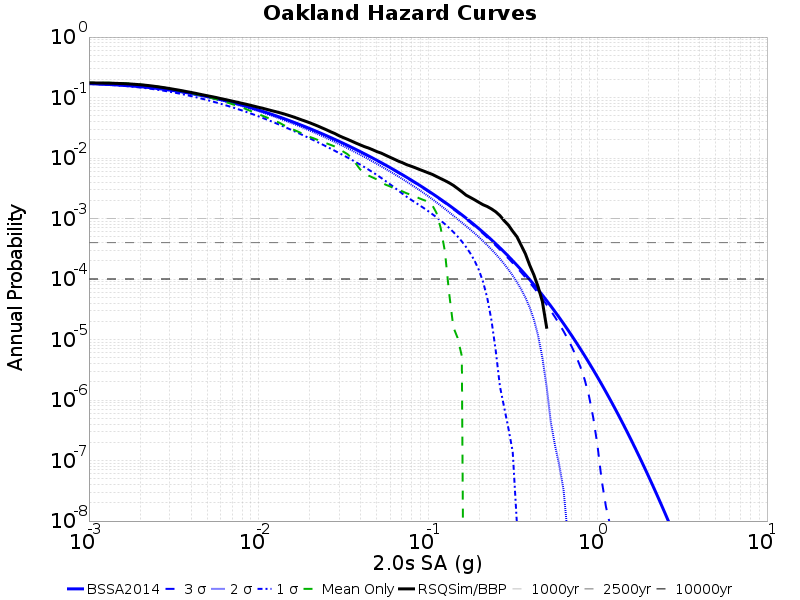 Oakland Hazard Curves
10^0
10^-1
10^-2
10^-3
10^-4
10^-5
10^-6
10^-7
10^-8
Annual Probability
10^-3 10^-2 10^-1 10^0 10^1
2.0s SA (g)
BSSA2014 3 σ 2 σ 1 σ Mean Only RSQSim/BBP 1000yr 2500yr 10000yr